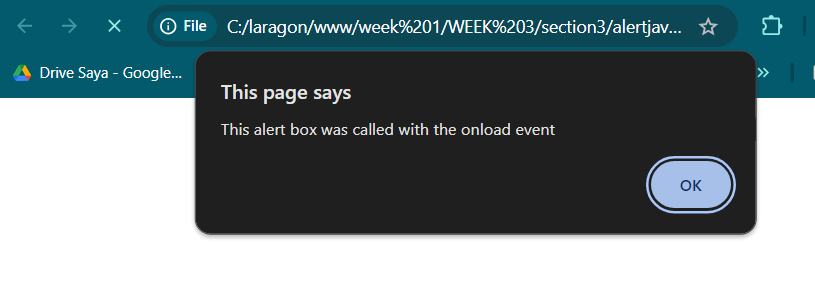 File C:/laragon/www/week%201/WEEK%203/section3/alertjav...
Drive Saya - Google...
»
This page says
This alert box was called with the onload event
OK